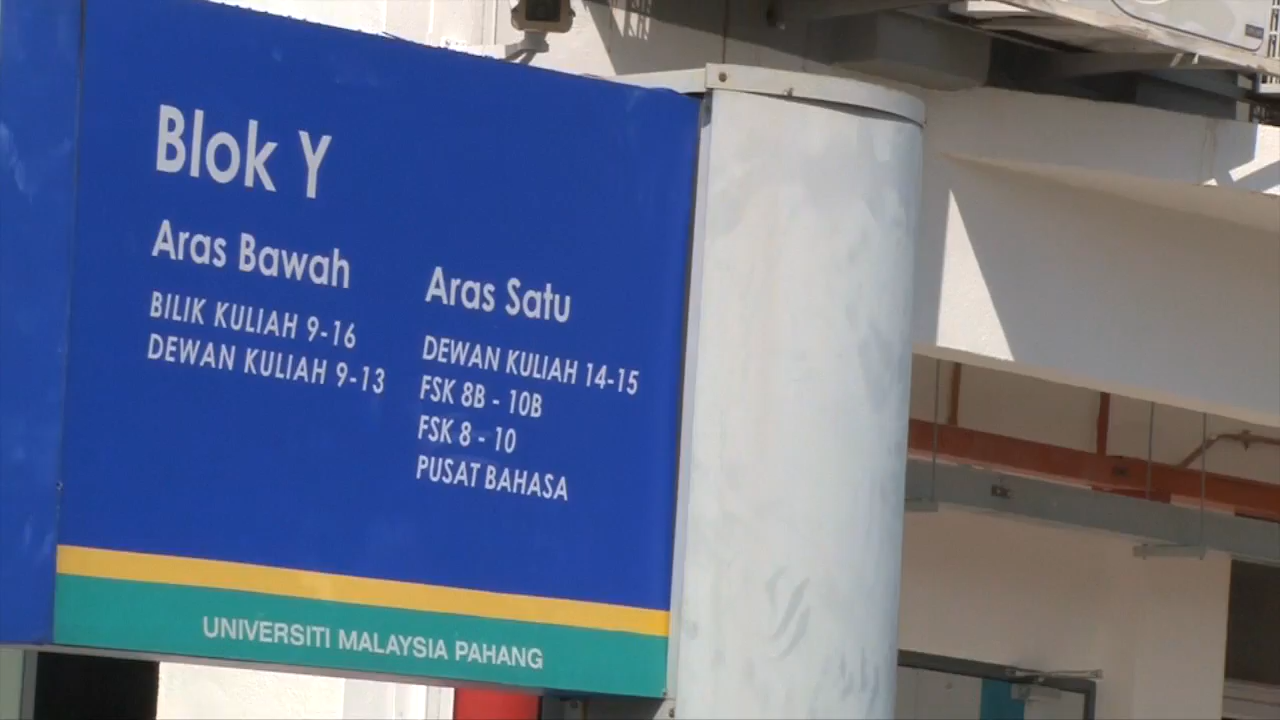 Blok Y
Aras Bawah
BILIK KULIAH 9-16
DEWAN KULIAH 9-13
Aras Satu
DEWAN KULIAH 14-15
FSK 8B - 10B
FSK 8 - 10
PUSAT BAHASA
UNIVERSITI MALAYSIA PAHANG